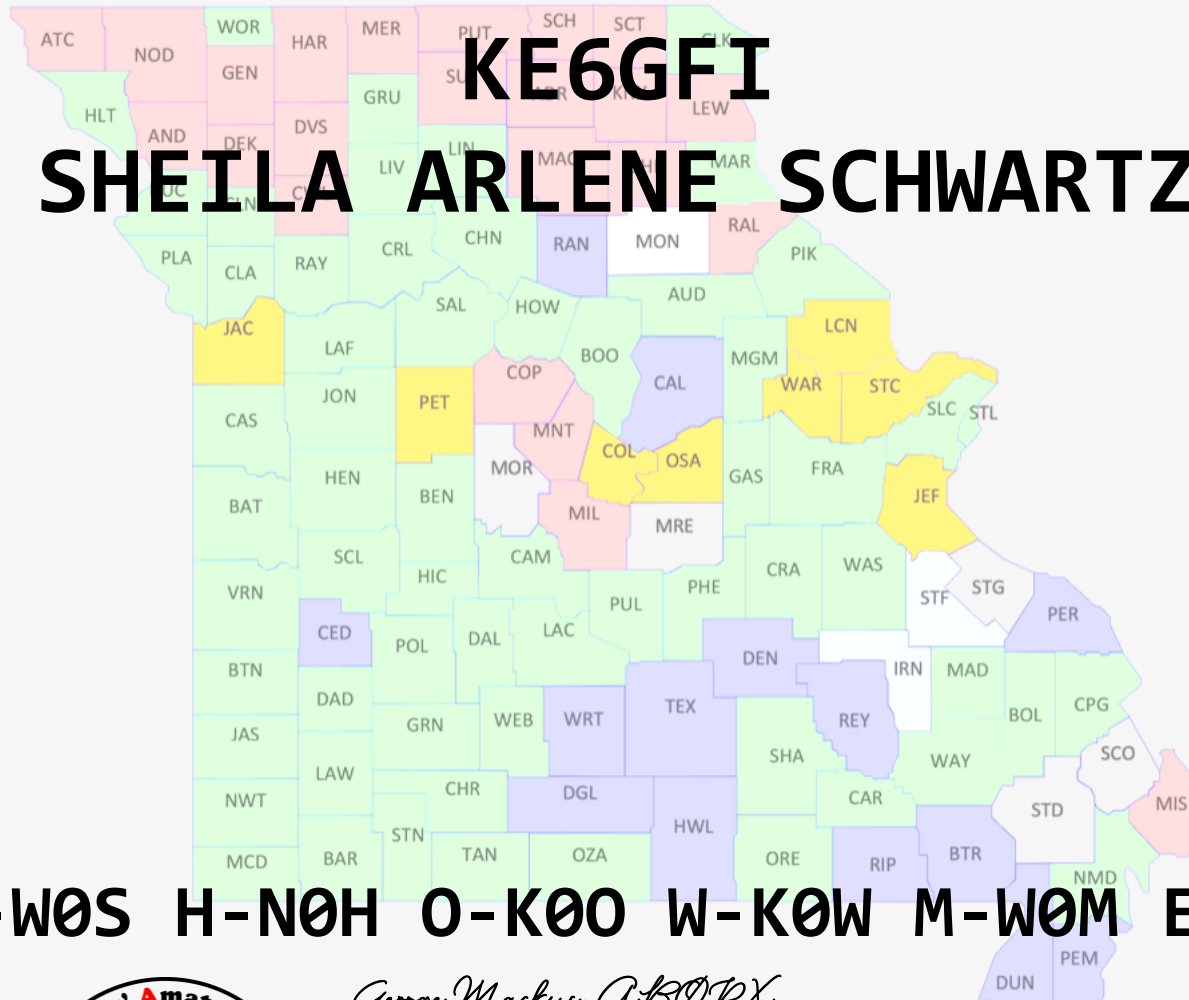 KE6GFI
SHEILA ARLENE SCHWARTZ
ATC NOD WOR HAR MER PUT SCH SCT CLK
HLT GEN GRU LEW
AND DEK DVS LIV LIN MAC MAR
PLA CLA RAY CRL CHN RAN MON RAL PIK
JAC LAF SAL HOW BOO AUD LCN
CAS JON PET COP CAL MGM WAR STC SLC STL
BAT HEN BEN MOR MNT COL OSA GAS FRA JEF
VRN SCL HIC CAM MIL MRE PHE CRA WAS STF STG PER
CED POL DAL LAC PUL DEN IRN MAD
BTN DAD GRN WEB WRT TEX REY BOL CPG
JAS LAW CHR DGL SHA WAY SCO
NWT STN HWL CAR STD MIS
MCD BAR TAN OZA ORE RIP BTR NMD
-W0S H-N0H O-K0O W-K0W M-W0M E
PEM
DUN